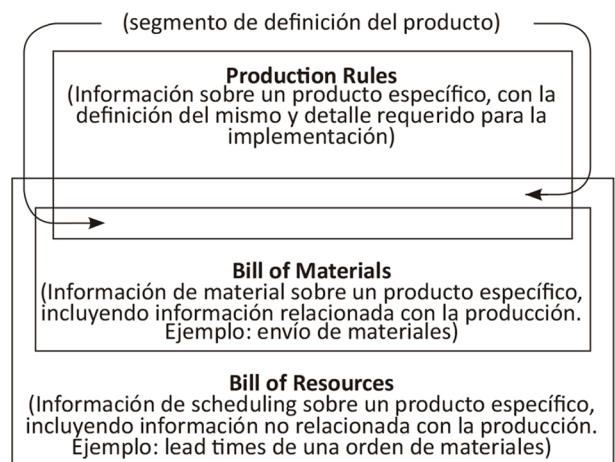 (segmento de definición del producto)
Production Rules
(Información sobre un producto específico, con la
definición del mismo y detalle requerido para la
implementación)
Bill of Materials
(Información de material sobre un producto específico,
incluyendo información relacionada con la producción.
Ejemplo: envío de materiales)
Bill of Resources
(Información de scheduling sobre un producto específico,
incluyendo información no relacionada con la producción.
Ejemplo: lead times de una orden de materiales)